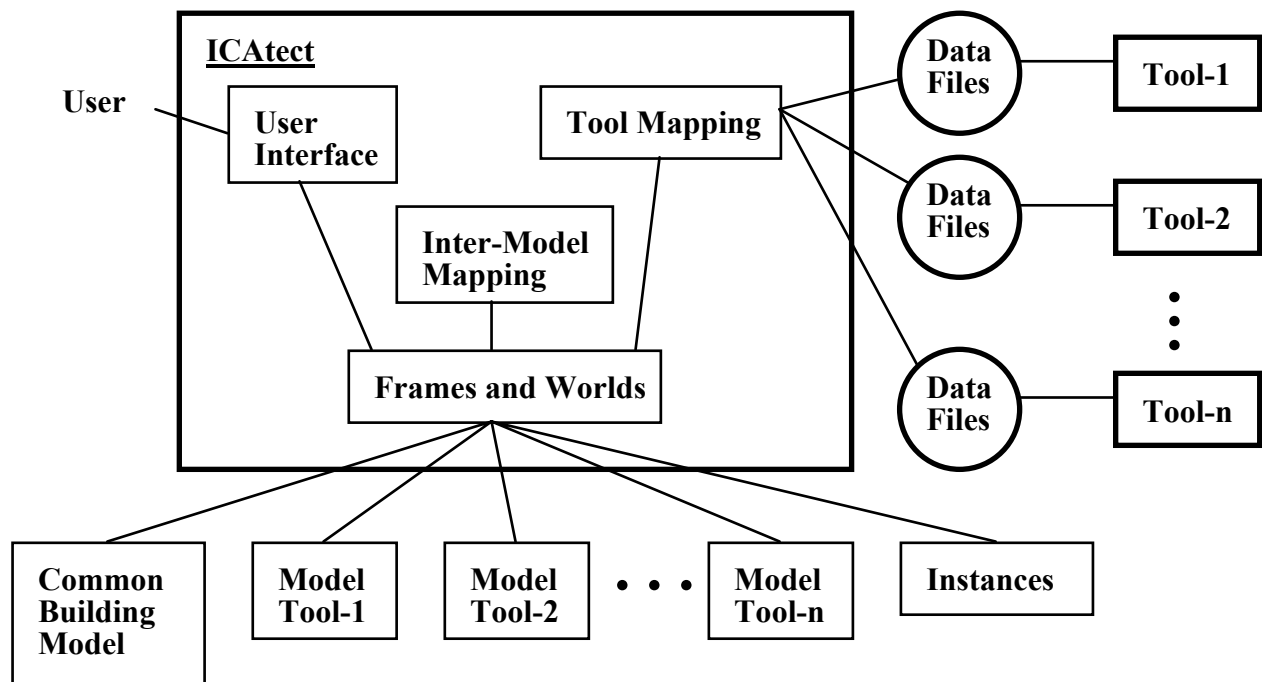 ICAtect
User
User
Interface
Tool Mapping
Inter-Model
Mapping
Frames and Worlds
Data
Files
Tool-1
Data
Files
Tool-2
Data
Files
Tool-n
Common
Building
Model
Model
Tool-1
Model
Tool-2
Model
Tool-n
Instances